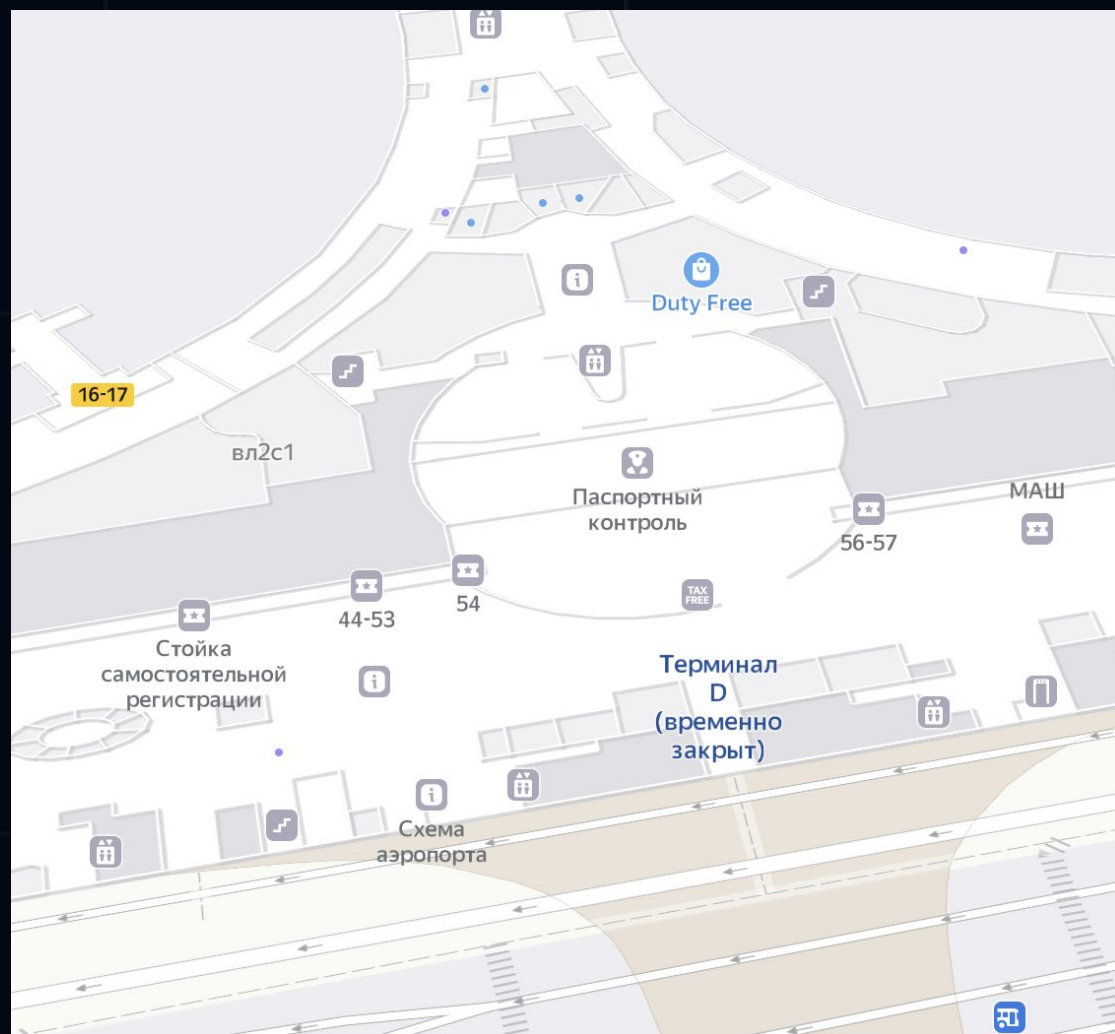 Duty Free
16-17
вл2с1
Паспортный
контроль
МАШ
56-57
54
44-53
TAX
FREE
Стойка
самостоятельной
регистрации
Терминал
D
(временно
закрыт)
Схема
аэропорта